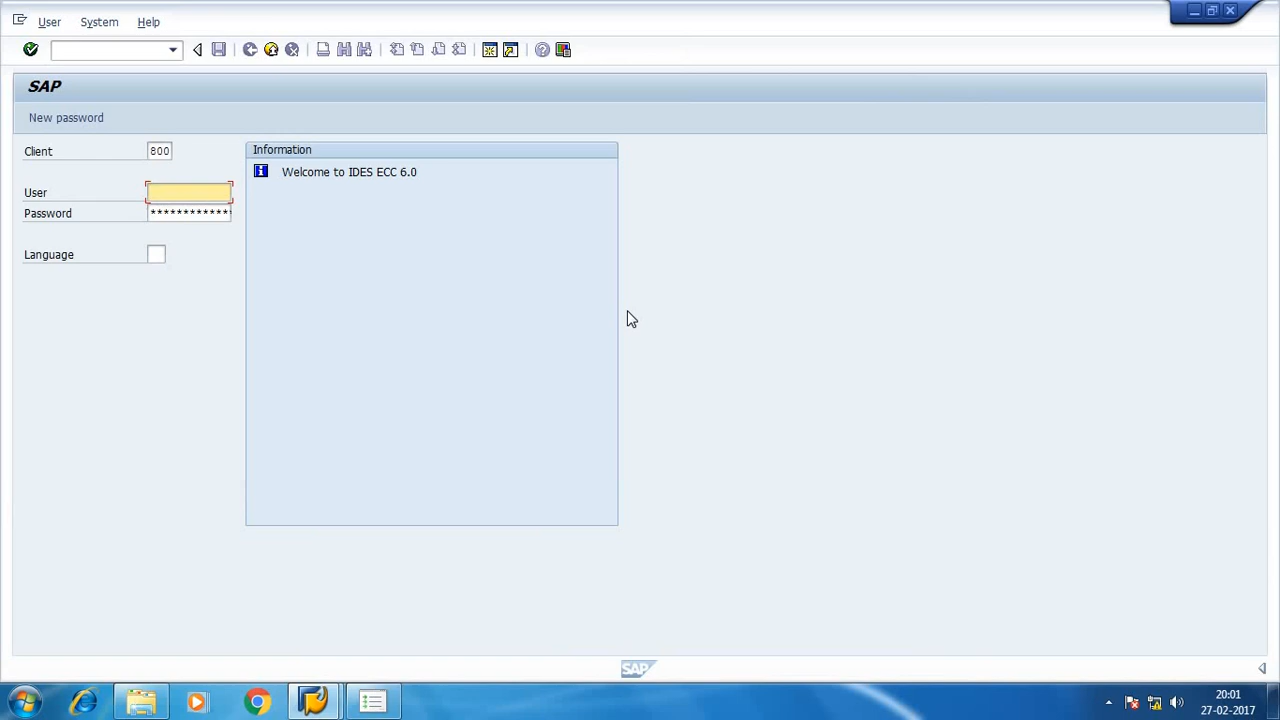 User System Help
SAP
New password
Client 800
Information
Welcome to IDES ECC 6.0
User
Password *************
Language
SAP
20:01
27-02-2017